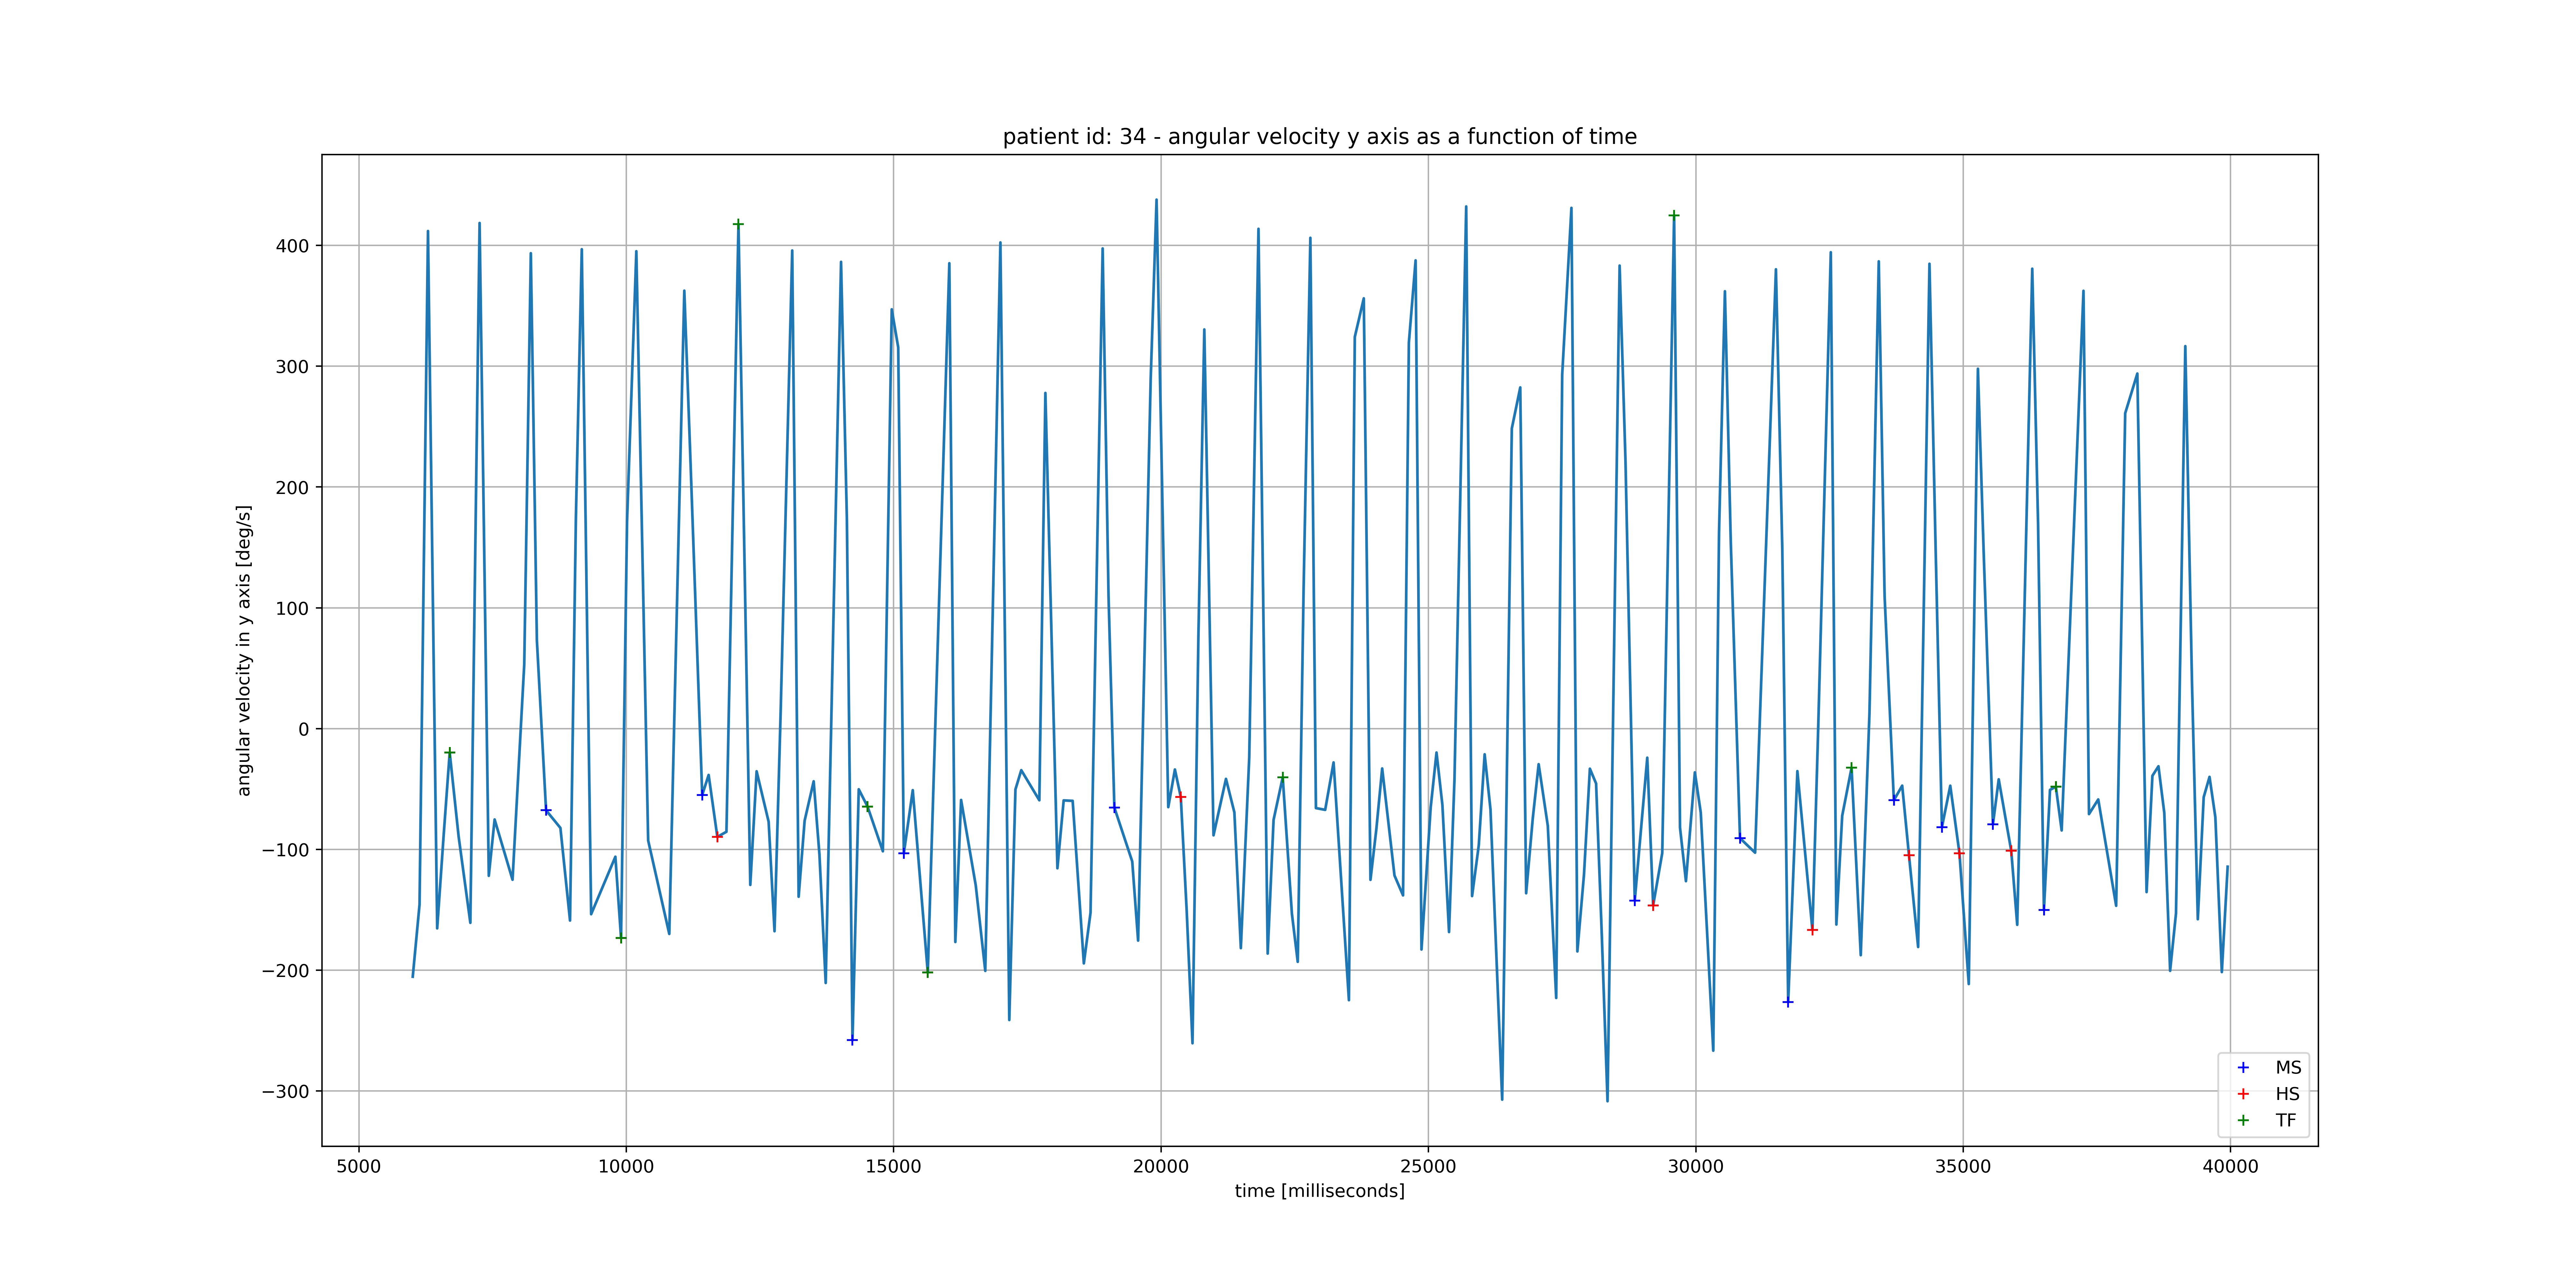 patient id: 34 - angular velocity y axis as a function of time
angular velocity in y axis [deg/s]
400
300
200
100
0
−100
−200
−300
5000 10000 15000 20000 25000 30000 35000 40000
time [milliseconds]
MS
HS
TF